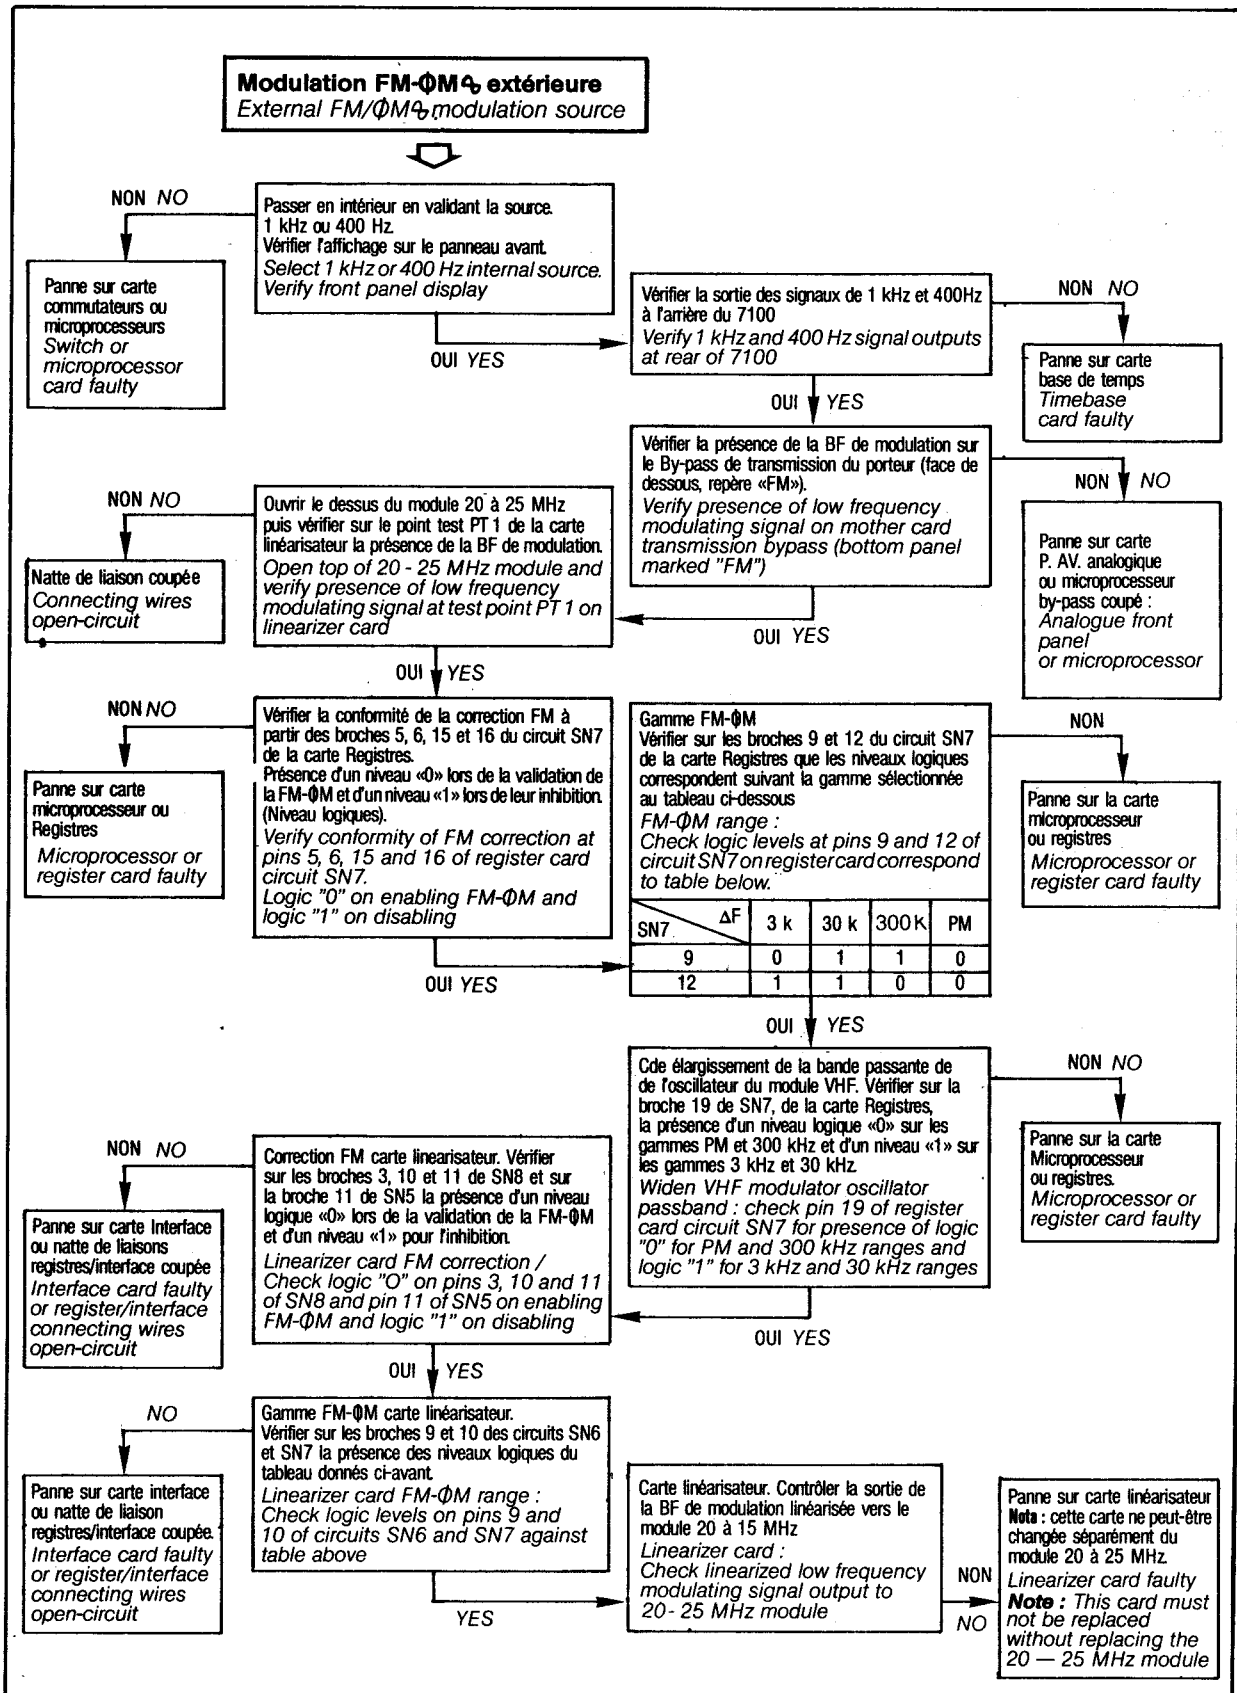 Modulation FM-ΦM extérieure
External FM/ΦM modulation source
NON NO
Passer en intérieur en validant la source.
1 kHz ou 400 Hz.
Vérifier l'affichage sur le panneau avant.
Select 1 kHz or 400 Hz internal source.
Verify front panel display
Panne sur carte
commutateurs ou
microprocesseurs
Switch or
microprocessor
card faulty
OUI YES
Vérifier la sortie des signaux de 1 kHz et 400Hz
à l'arrière du 7100
Verify 1 kHz and 400 Hz signal outputs
at rear of 7100
NON NO
Panne sur carte
base de temps
Timebase
card faulty
OUI YES
Vérifier la présence de la BF de modulation sur
le By-pass de transmission du porteur (face de
dessous, repère «FM»).
Verify presence of low frequency
modulating signal on mother card
transmission bypass (bottom panel
marked "FM")
NON NO
Panne sur carte
P. AV. analogique
ou microprocesseur
by-pass coupé :
Analogue front
panel
or microprocessor
OUI YES
NON NO
Ouvrir le dessus du module 20 à 25 MHz
puis vérifier sur le point test PT 1 de la carte
linéarisateur la présence de la BF de modulation.
Open top of 20 - 25 MHz module and
verify presence of low frequency
modulating signal at test point PT 1 on
linearizer card
Natte de liaison coupée
Connecting wires
open-circuit
OUI YES
NON NO
Vérifier la conformité de la correction FM à
partir des broches 5, 6, 15 et 16 du circuit SN7
de la carte Registres.
Présence d'un niveau «0» lors de la validation de
la FM-ΦM et d'un niveau «1» lors de leur inhibition.
(Niveau logiques).
Verify conformity of FM correction at
pins 5, 6, 15 and 16 of register card
circuit SN7.
Logic "0" on enabling FM-ΦM and
logic "1" on disabling
Panne sur carte
microprocesseur ou
Registres
Microprocessor or
register card faulty
OUI YES
Gamme FM-ΦM
Vérifier sur les broches 9 et 12 du circuit SN7
de la carte Registres que les niveaux logiques
correspondent suivant la gamme sélectionnée
au tableau ci-dessous
FM-ΦM range :
Check logic levels at pins 9 and 12 of
circuit SN7 on register card correspond
to table below.
SN7 ΔF 3 k 30 k 300 K PM
9 0 1 1 0
12 1 1 0 0
NON
Panne sur la carte
microprocesseur
ou registres
Microprocessor or
register card faulty
OUI YES
Cde élargissement de la bande passante de
de l'oscillateur du module VHF. Vérifier sur la
broche 19 de SN7, de la carte Registres,
la présence d'un niveau logique «0» sur les
gammes PM et 300 kHz et d'un niveau «1» sur
les gammes 3 kHz et 30 kHz.
Widen VHF modulator oscillator
passband : check pin 19 of register
card circuit SN7 for presence of logic
"0" for PM and 300 kHz ranges and
logic "1" for 3 kHz and 30 kHz ranges
NON NO
Panne sur la carte
Microprocesseur
ou registres.
Microprocessor or
register card faulty
OUI YES
NON NO
Correction FM carte linearisateur. Vérifier
sur les broches 3, 10 et 11 de SN8 et sur
la broche 11 de SN5 la présence d'un niveau
logique «0» lors de la validation de la FM-ΦM
et d'un niveau «1» pour l'inhibition.
Linearizer card FM correction /
Check logic "O" on pins 3, 10 and 11
of SN8 and pin 11 of SN5 on enabling
FM-ΦM and logic "1" on disabling
Panne sur carte Interface
ou natte de liaisons
registres/interface coupée
Interface card faulty
or register/interface
connecting wires
open-circuit
OUI YES
NO
Gamme FM-ΦM carte linéarisateur.
Vérifier sur les broches 9 et 10 des circuits SN6
et SN7 la présence des niveaux logiques du
tableau donnés ci-avant.
Linearizer card FM-ΦM range :
Check logic levels on pins 9 and
10 of circuits SN6 and SN7 against
table above
Panne sur carte interface
ou natte de liaison
registres/interface coupée.
Interface card faulty
or register/interface
connecting wires
open-circuit
YES
Carte linéarisateur. Contrôler la sortie de
la BF de modulation linéarisée vers le
module 20 à 15 MHz
Linearizer card :
Check linearized low frequency
modulating signal output to
20- 25 MHz module
NON
NO
Panne sur carte linéarisateur
Nota : cette carte ne peut-être
changée séparément du
module 20 à 25 MHz.
Linearizer card faulty
Note : This card must
not be replaced
without replacing the
20 — 25 MHz module